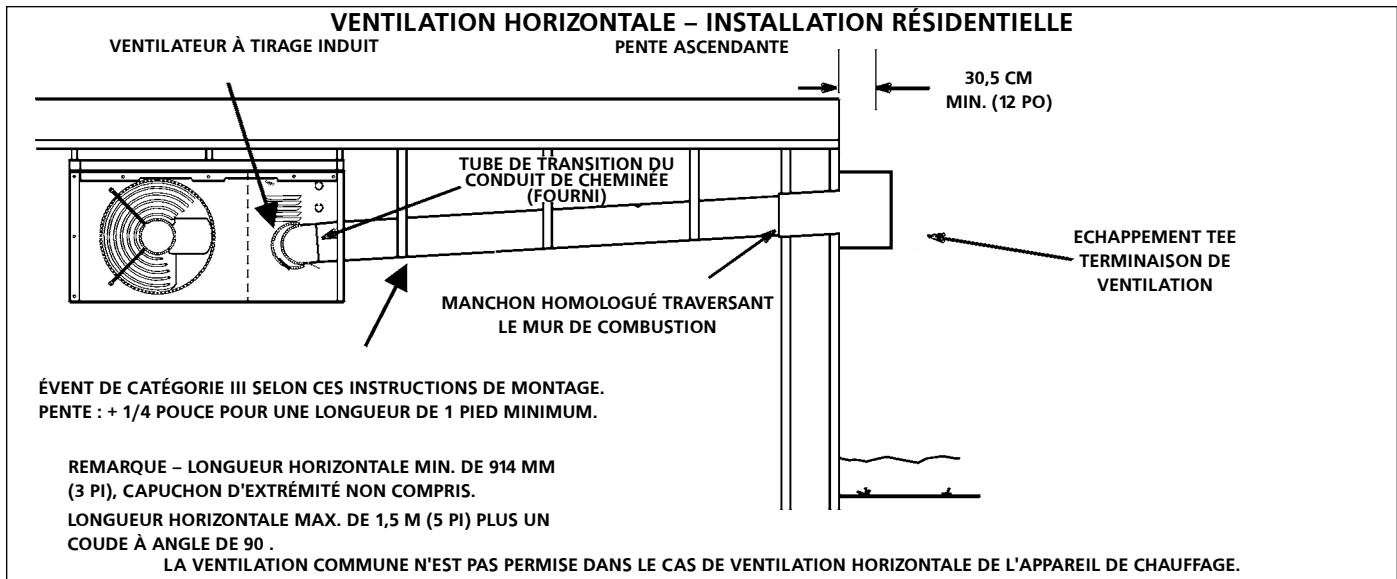 VENTILATION HORIZONTALE – INSTALLATION RÉSIDENTIELLE
VENTILATEUR À TIRAGE INDUIT
PENTE ASCENDANTE
30,5 CM
MIN. (12 PO)
TUBE DE TRANSITION DU
CONDUIT DE CHEMINÉE
(FOURNI)
ECHAPPEMENT TEE
TERMINAISON DE
VENTILATION
MANCHON HOMOLOGUÉ TRAVERSANT
LE MUR DE COMBUSTION
ÉVENT DE CATÉGORIE III SELON CES INSTRUCTIONS DE MONTAGE.
PENTE : + 1/4 POUCE POUR UNE LONGUEUR DE 1 PIED MINIMUM.
REMARQUE – LONGUEUR HORIZONTALE MIN. DE 914 MM
(3 PI), CAPUCHON D'EXTRÉMITÉ NON COMPRIS.
LONGUEUR HORIZONTALE MAX. DE 1,5 M (5 PI) PLUS UN
COUDE À ANGLE DE 90 .
LA VENTILATION COMMUNE N'EST PAS PERMISE DANS LE CAS DE VENTILATION HORIZONTALE DE L'APPAREIL DE CHAUFFAGE.